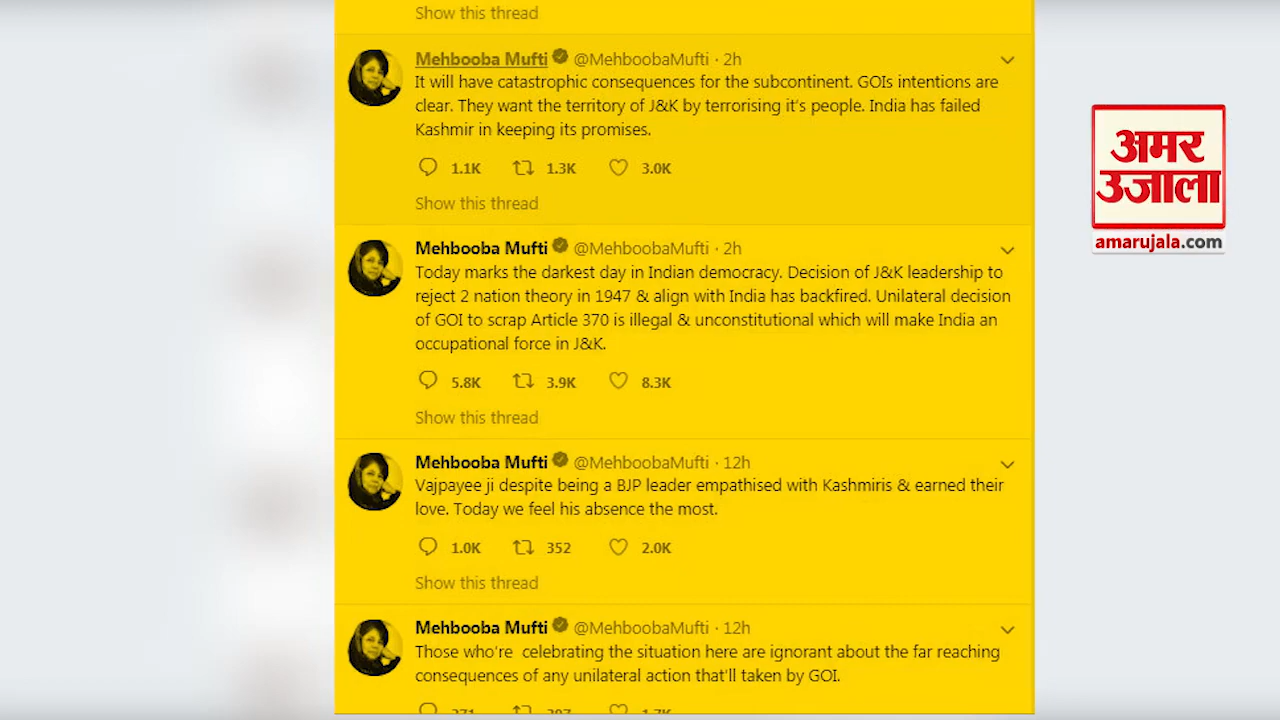 Show this thread
Mehbooba Mufti @MehboobaMufti · 2h
It will have catastrophic consequences for the subcontinent. GOIs intentions are
clear. They want the territory of J&K by terrorising it's people. India has failed
Kashmir in keeping its promises.
1.1K 1.3K 3.0K
Show this thread
Mehbooba Mufti @MehboobaMufti · 2h
Today marks the darkest day in Indian democracy. Decision of J&K leadership to
reject 2 nation theory in 1947 & align with India has backfired. Unilateral decision
of GOI to scrap Article 370 is illegal & unconstitutional which will make India an
occupational force in J&K.
5.8K 3.9K 8.3K
Show this thread
Mehbooba Mufti @MehboobaMufti · 12h
Vajpayee ji despite being a BJP leader empathised with Kashmiris & earned their
love. Today we feel his absence the most.
1.0K 352 2.0K
Show this thread
Mehbooba Mufti @MehboobaMufti · 12h
Those who're celebrating the situation here are ignorant about the far reaching
consequences of any unilateral action that'll taken by GOI.
अमर
उजाला
amarujala.com